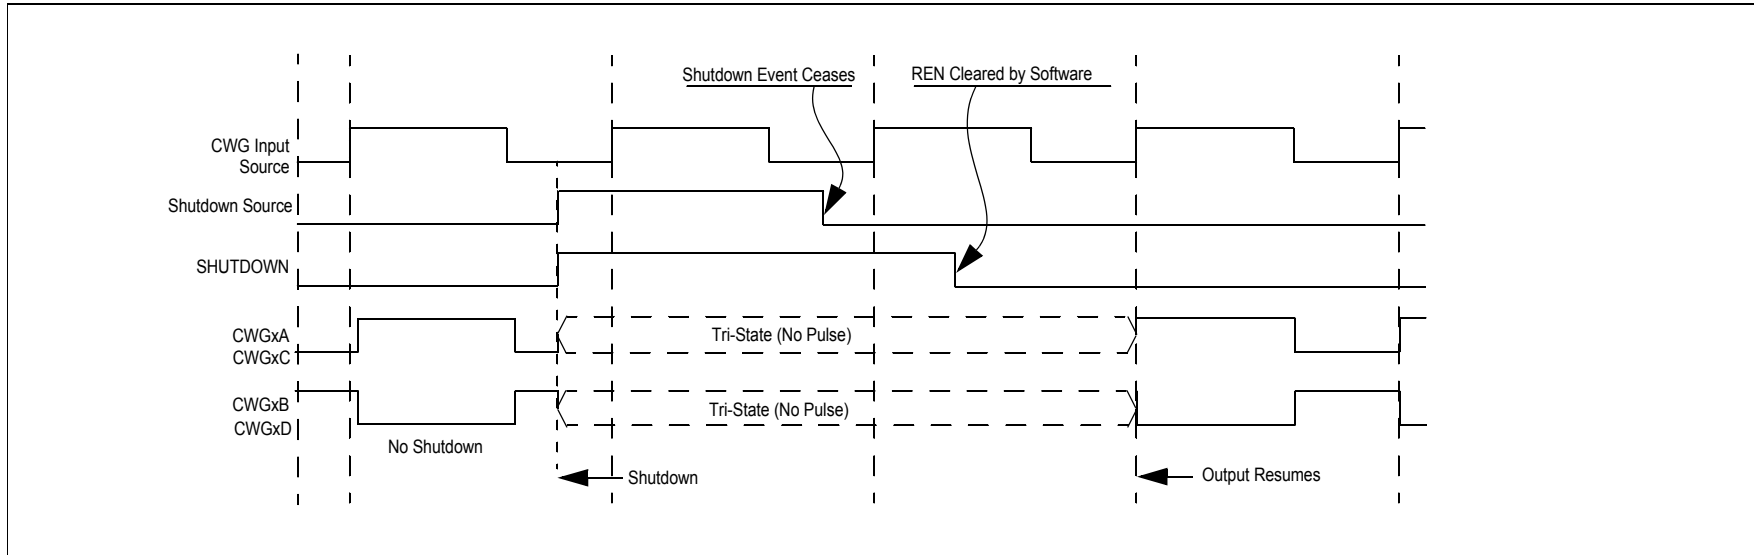 Shutdown Event Ceases
REN Cleared by Software
CWG Input
Source
Shutdown Source
SHUTDOWN
CWGxA
CWGxC
Tri-State (No Pulse)
CWGxB
CWGxD
Tri-State (No Pulse)
No Shutdown
Shutdown
Output Resumes